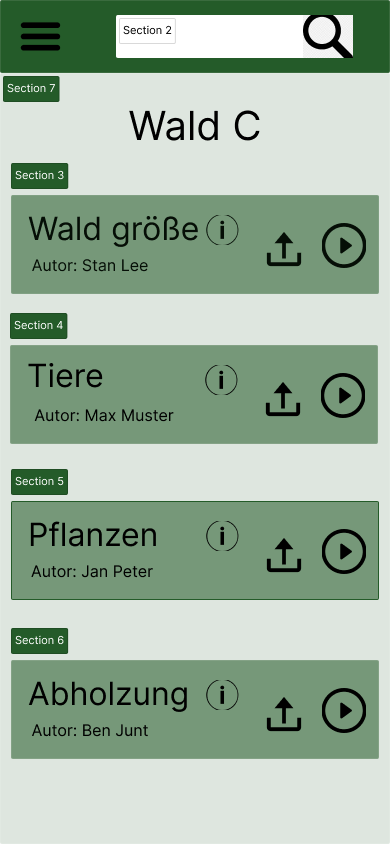 Section 2
Section 7
Wald C
Section 3
Wald größe i
Autor: Stan Lee
Section 4
Tiere i
Autor: Max Muster
Section 5
Pflanzen i
Autor: Jan Peter
Section 6
Abholzung i
Autor: Ben Junt